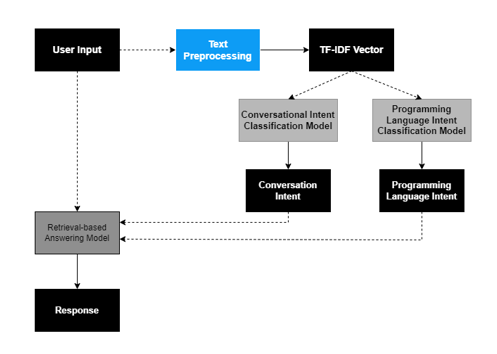 User Input
Text
Preprocessing
TF-IDF Vector
Conversational Intent
Classification Model
Programming
Language Intent
Classification Model
Conversation
Intent
Programming
Language Intent
Retrieval-based
Answering Model
Response